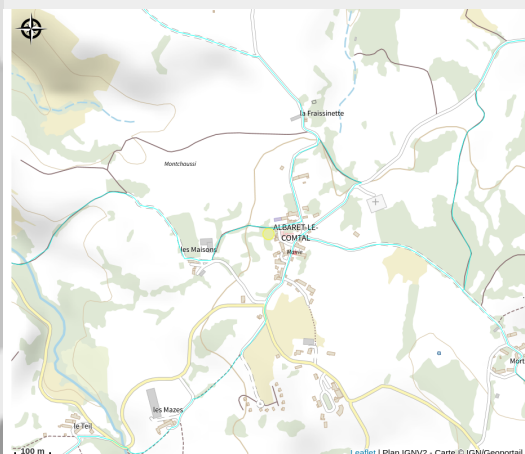 la Fraissinette
Montchaussi
ALBARET-LE-
COMTAL
Mairie
les Maisons
Mort
les Mazes
le Teil
100 m
Leaflet | Plan IGNV2 - Carte © IGN/Geoportail